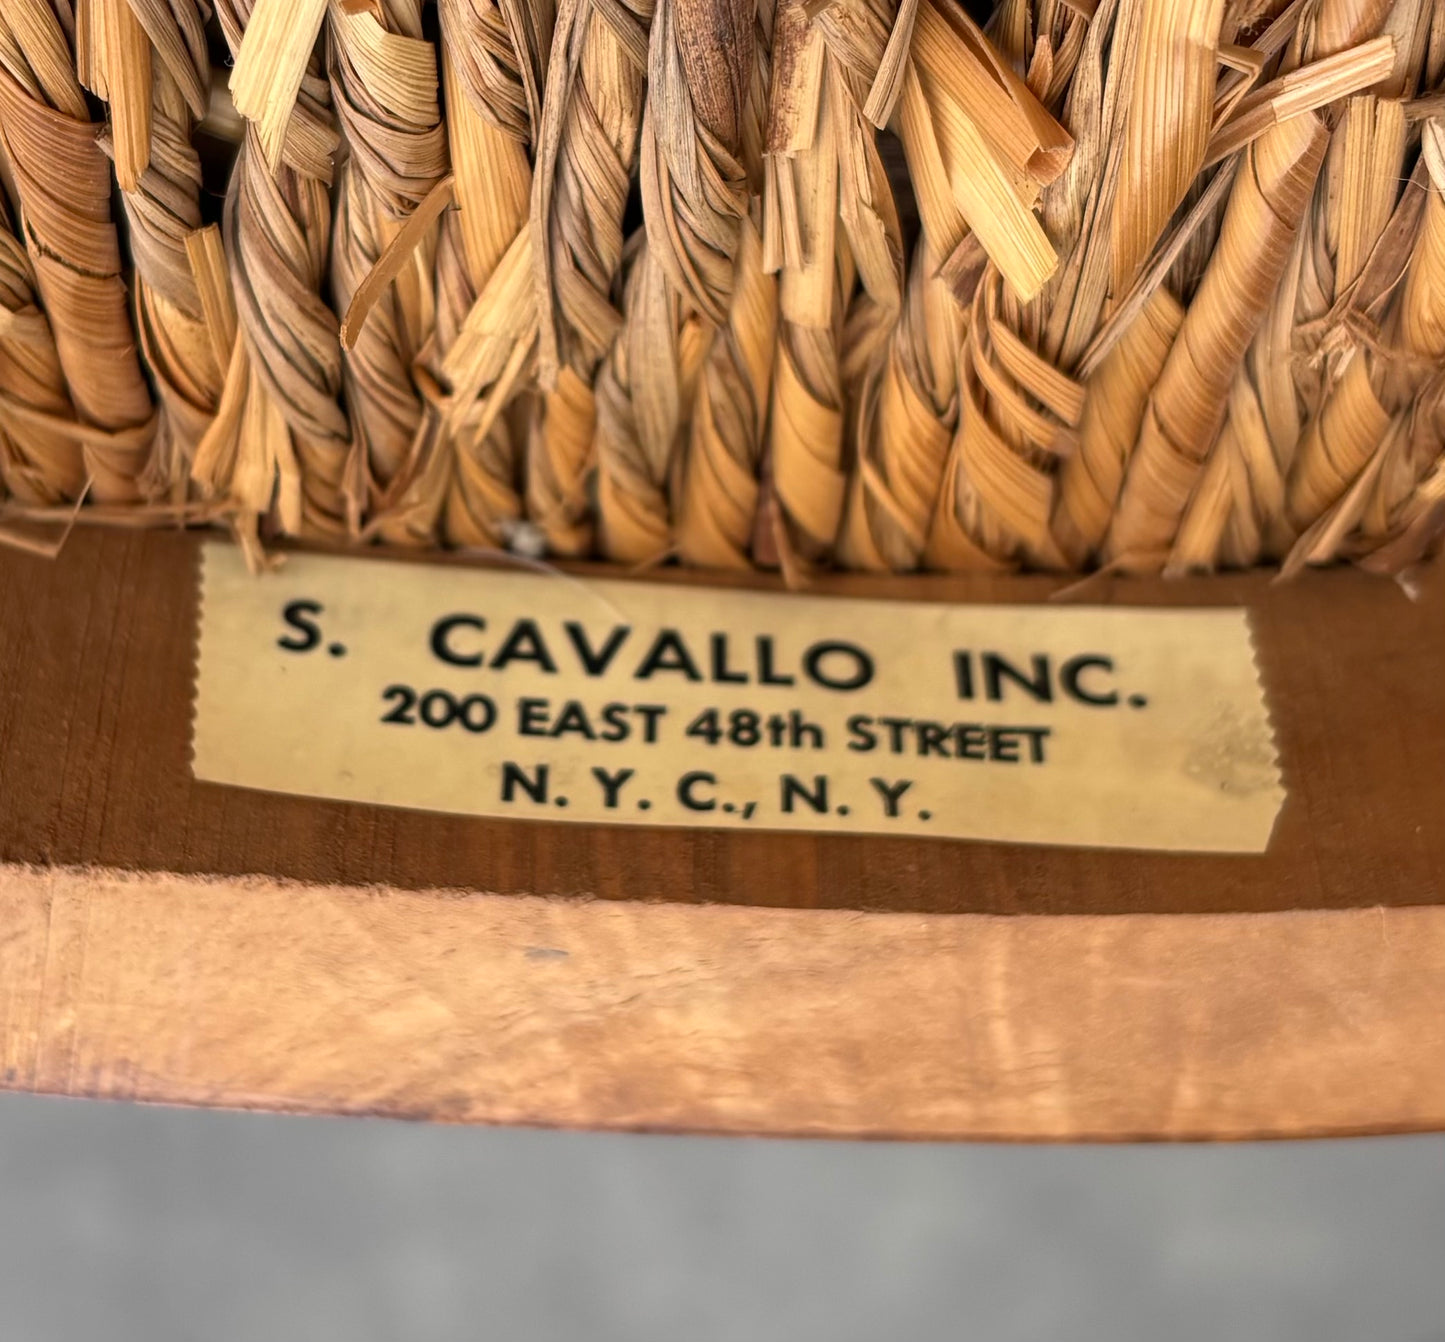 S. CAVALLO INC.
200 EAST 48th STREET
N. Y. C., N. Y.